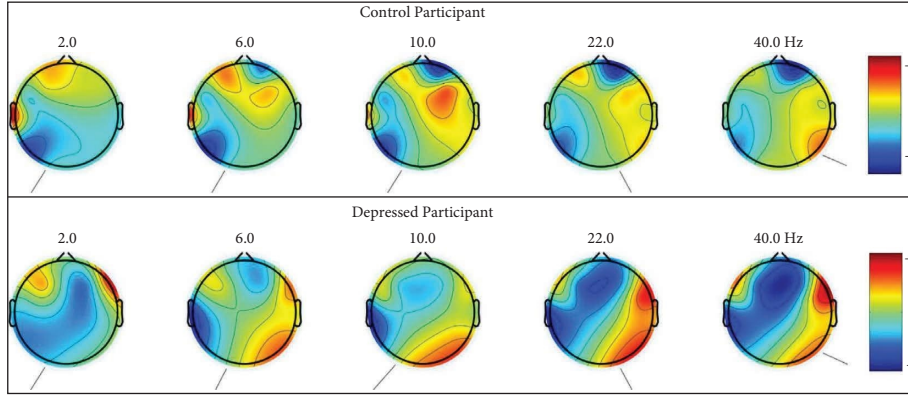 Control Participant
2.0 6.0 10.0 22.0 40.0 Hz
Depressed Participant
2.0 6.0 10.0 22.0 40.0 Hz